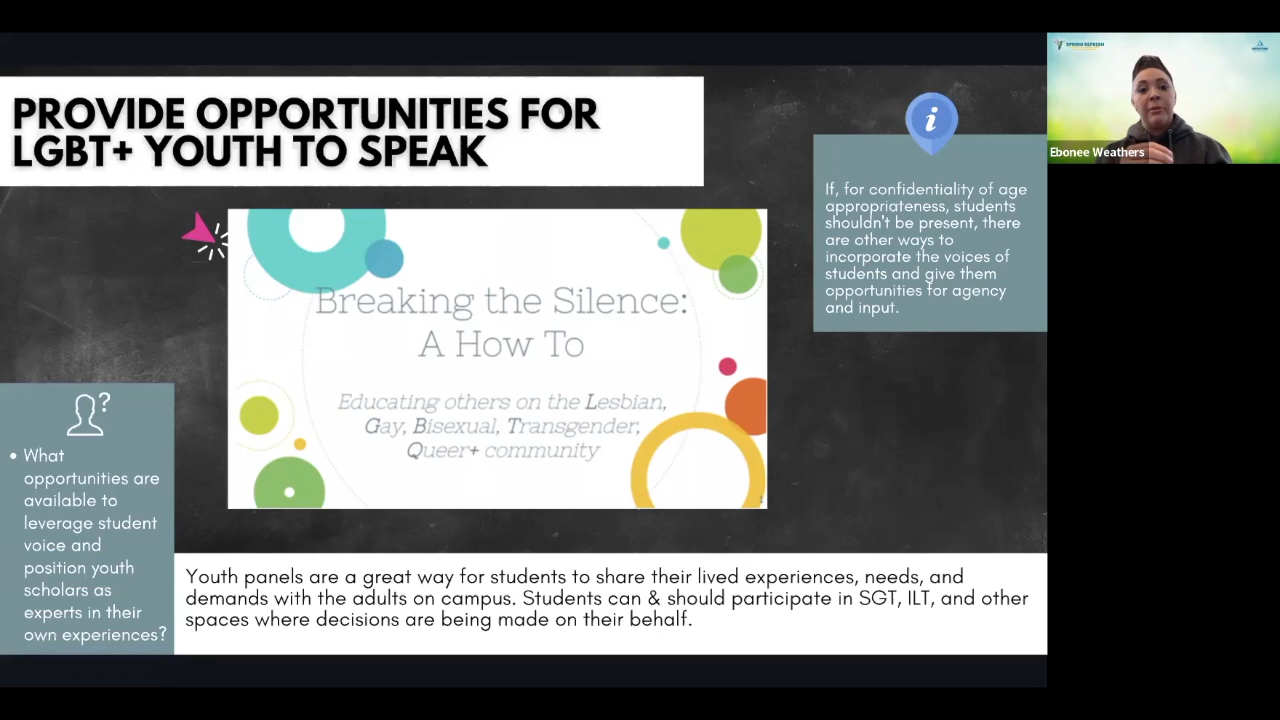 PROVIDE OPPORTUNITIES FOR
LGBT+ YOUTH TO SPEAK
Breaking the Silence:
A How To
Educating others on the Lesbian,
Gay, Bisexual, Transgender,
Queer+ community
1
i
If, for confidentiality of age
appropriateness, students
shouldn't be present, there
are other ways to
incorporate the voices of
students and give them
opportunities for agency
and input.
?
• What
opportunities are
available to
leverage student
voice and
position youth
scholars as
experts in their
own experiences?
Youth panels are a great way for students to share their lived experiences, needs, and
demands with the adults on campus. Students can & should participate in SGT, ILT, and other
spaces where decisions are being made on their behalf.
SPRING REFRESH
Ebonee Weathers